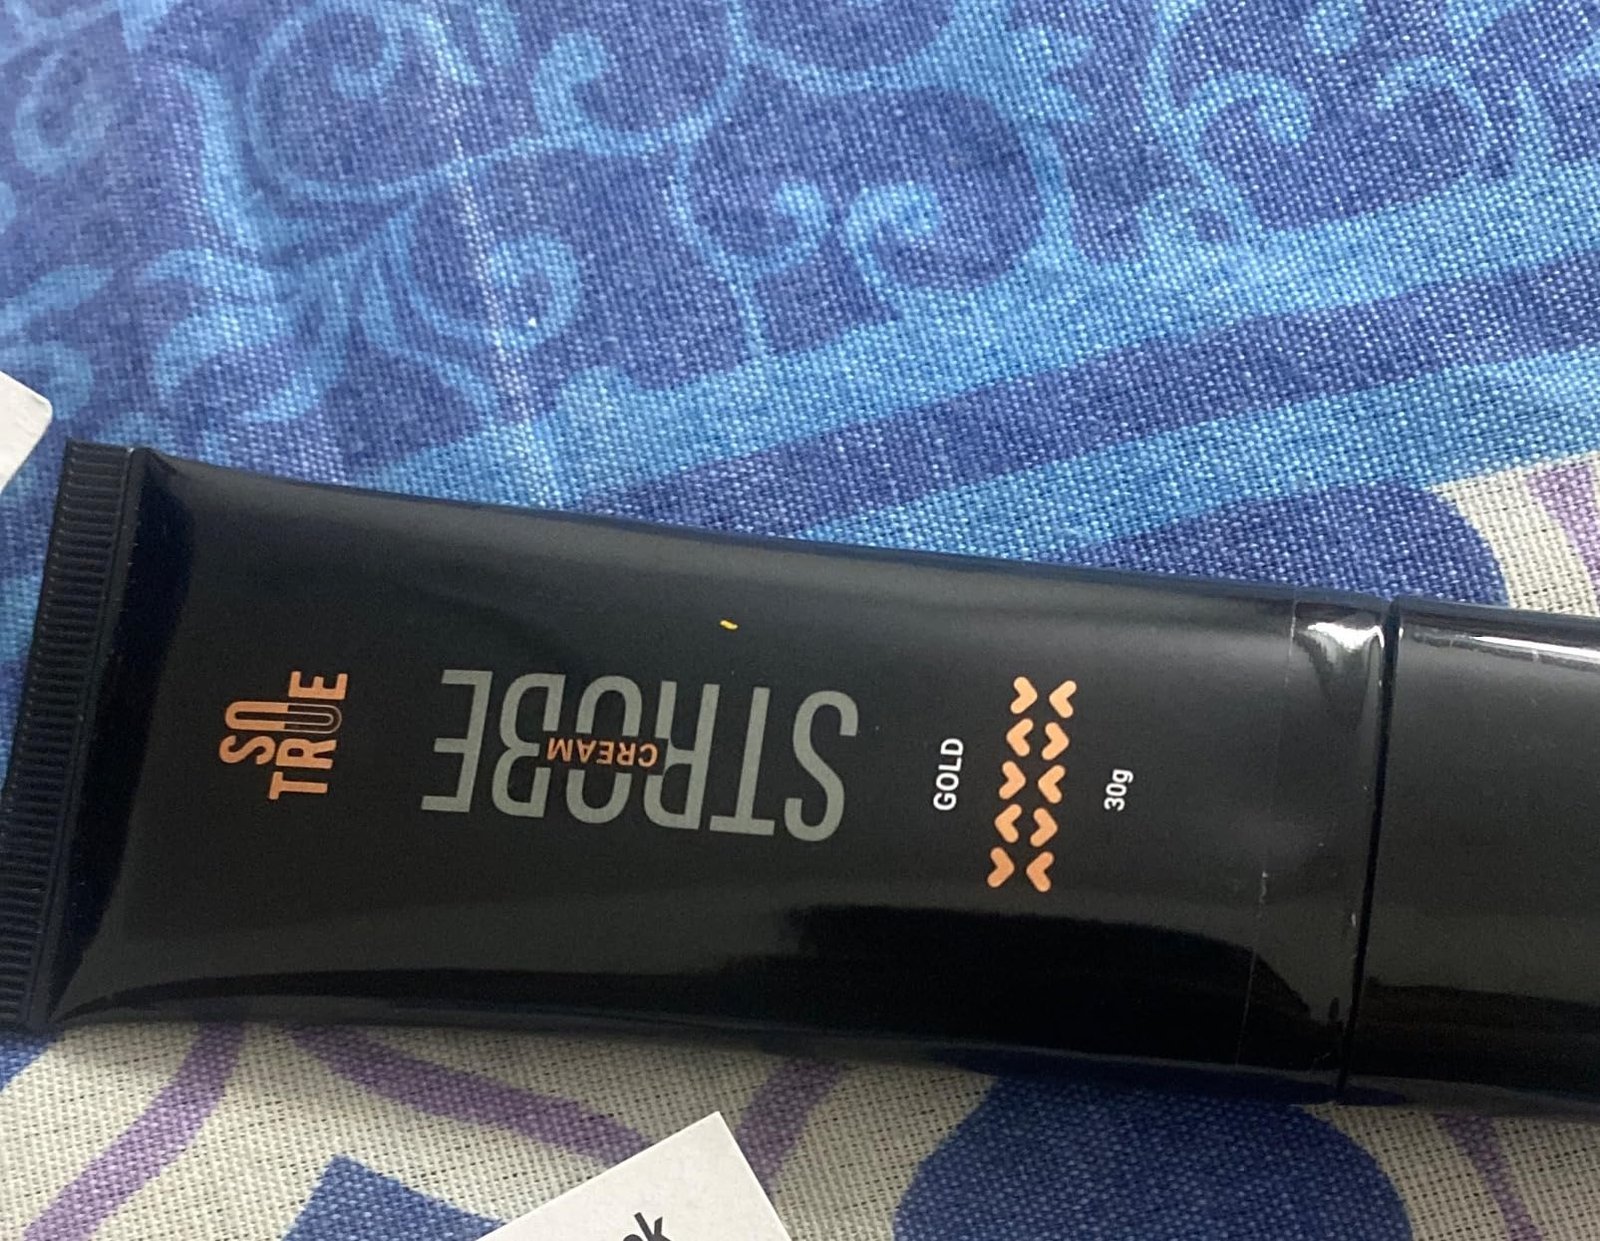 SO
TRUE
STROBE
CREAM
GOLD
30g